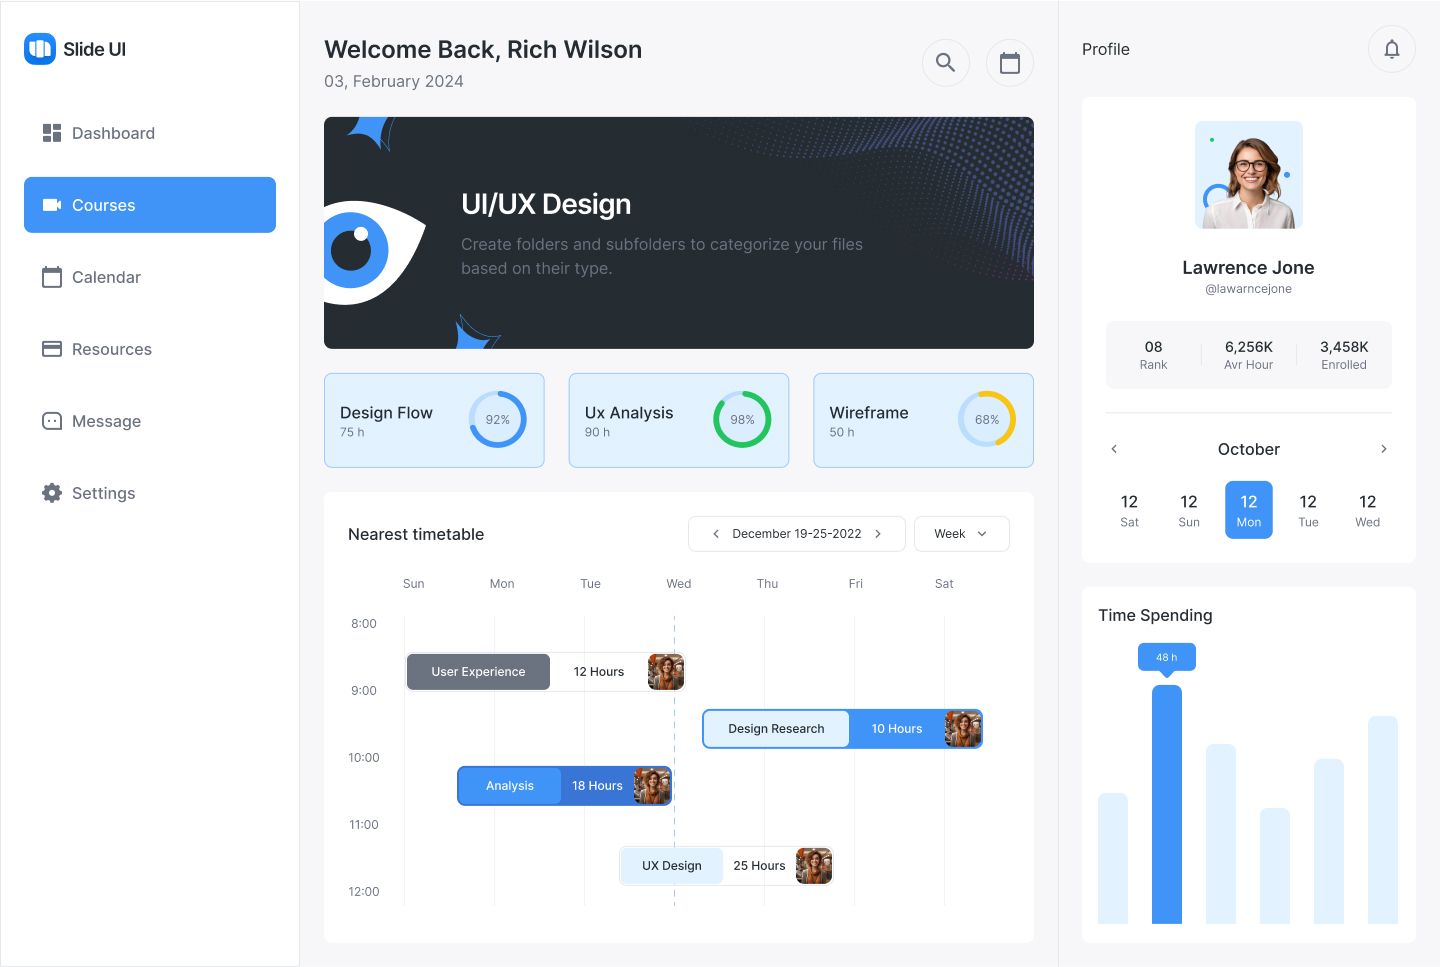 Slide UI
Dashboard
Courses
Calendar
Resources
Message
Settings
Welcome Back, Rich Wilson
03, February 2024
UI/UX Design
Create folders and subfolders to categorize your files
based on their type.
Design Flow
75 h
92%
Ux Analysis
90 h
98%
Wireframe
50 h
68%
Nearest timetable
December 19-25-2022
Week
Sun Mon Tue Wed Thu Fri Sat
8:00
User Experience 12 Hours
9:00
Design Research 10 Hours
10:00
Analysis 18 Hours
11:00
UX Design 25 Hours
12:00
Profile
Lawrence Jone
@lawarncejone
08 6,256K 3,458K
Rank Avr Hour Enrolled
October
12 12 12 12 12
Sat Sun Mon Tue Wed
Time Spending
48 h